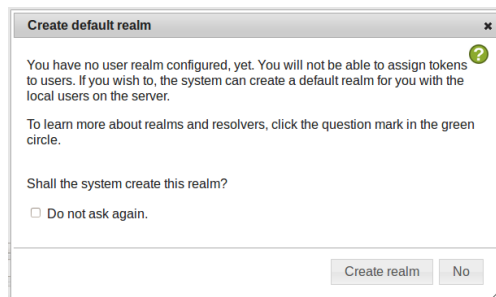 Create default realm
You have no user realm configured, yet. You will not be able to assign tokens
to users. If you wish to, the system can create a default realm for you with the
local users on the server.
To learn more about realms and resolvers, click the question mark in the green
circle.
Shall the system create this realm?
Do not ask again.
Create realm No